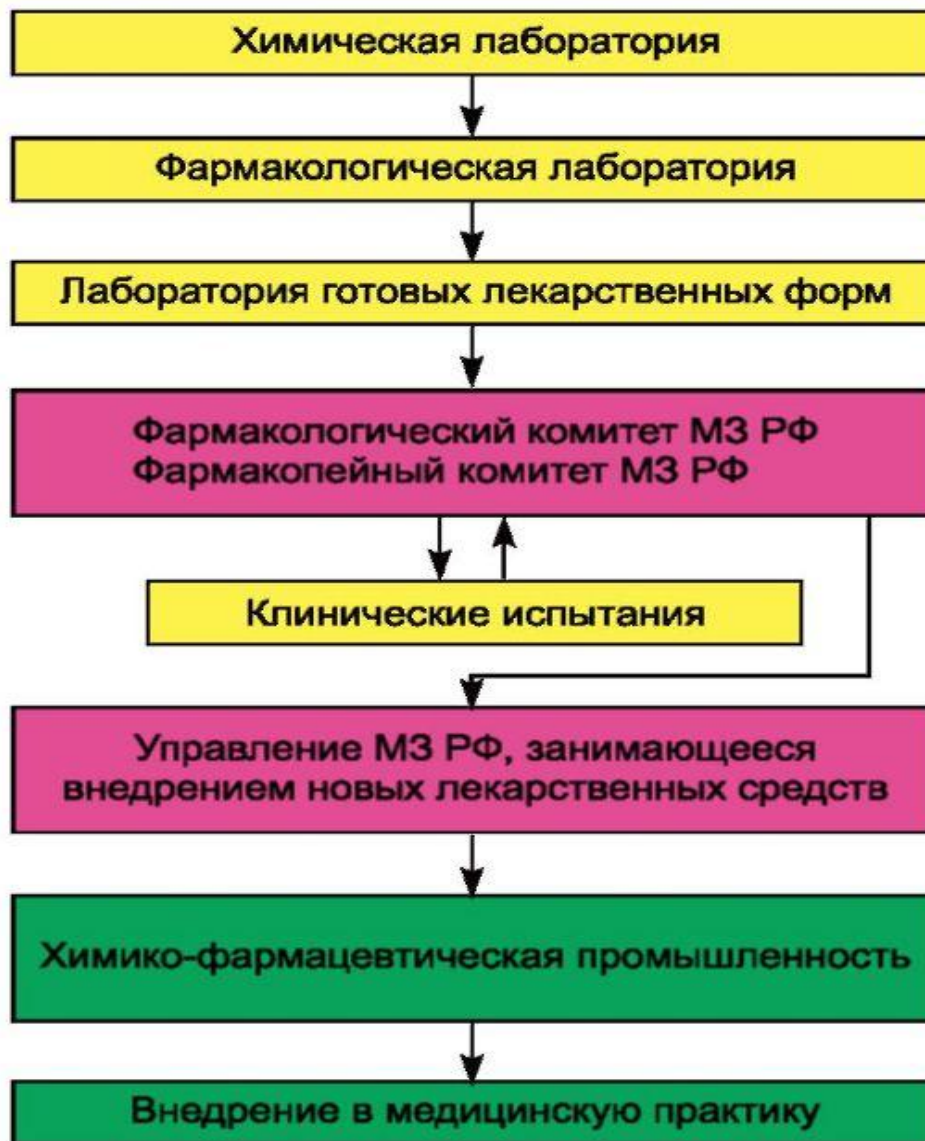 Химическая лаборатория
Фармакологическая лаборатория
Лаборатория готовых лекарственных форм
Фармакологический комитет МЗ РФ
Фармакопейный комитет МЗ РФ
Клинические испытания
Управление МЗ РФ, занимающееся
внедрением новых лекарственных средств
Химико-фармацевтическая промышленность
Внедрение в медицинскую практику